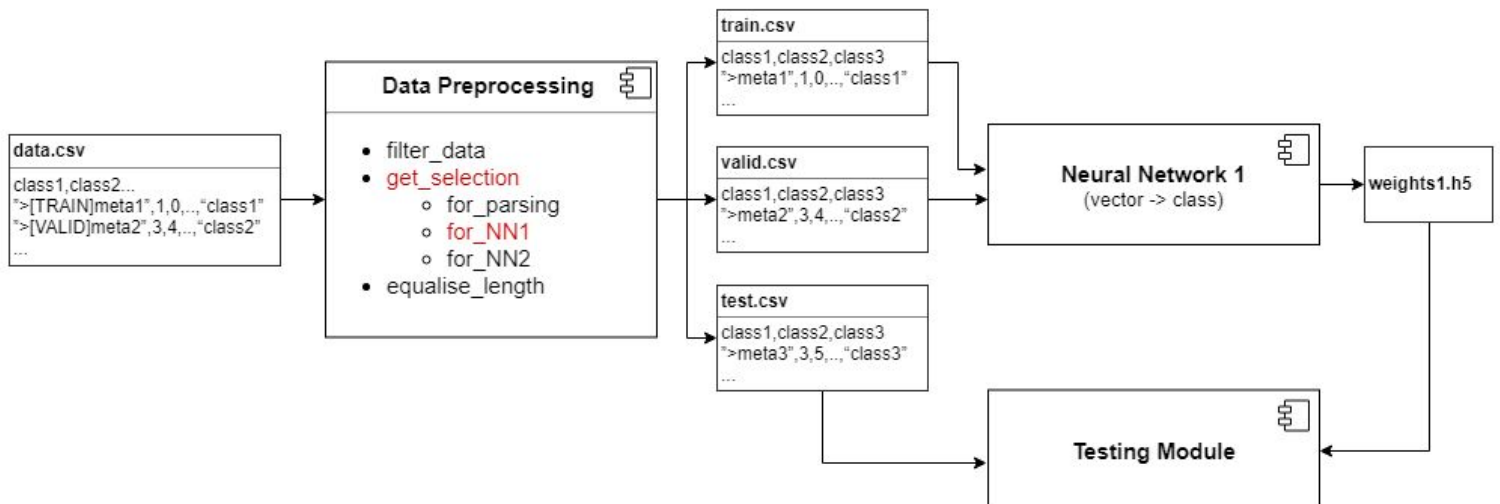 data.csv
class1,class2...
">[TRAIN]meta1",1,0,..,“class1”
">[VALID]meta2",3,4,..,“class2”
...
Data Preprocessing
• filter_data
• get_selection
○ for_parsing
○ for_NN1
○ for_NN2
• equalise_length
train.csv
class1,class2,class3
">meta1",1,0,..,“class1”
...
valid.csv
class1,class2,class3
">meta2",3,4,..,“class2”
...
test.csv
class1,class2,class3
">meta3",3,5,..,“class3”
...
Neural Network 1
(vector -> class)
weights1.h5
Testing Module